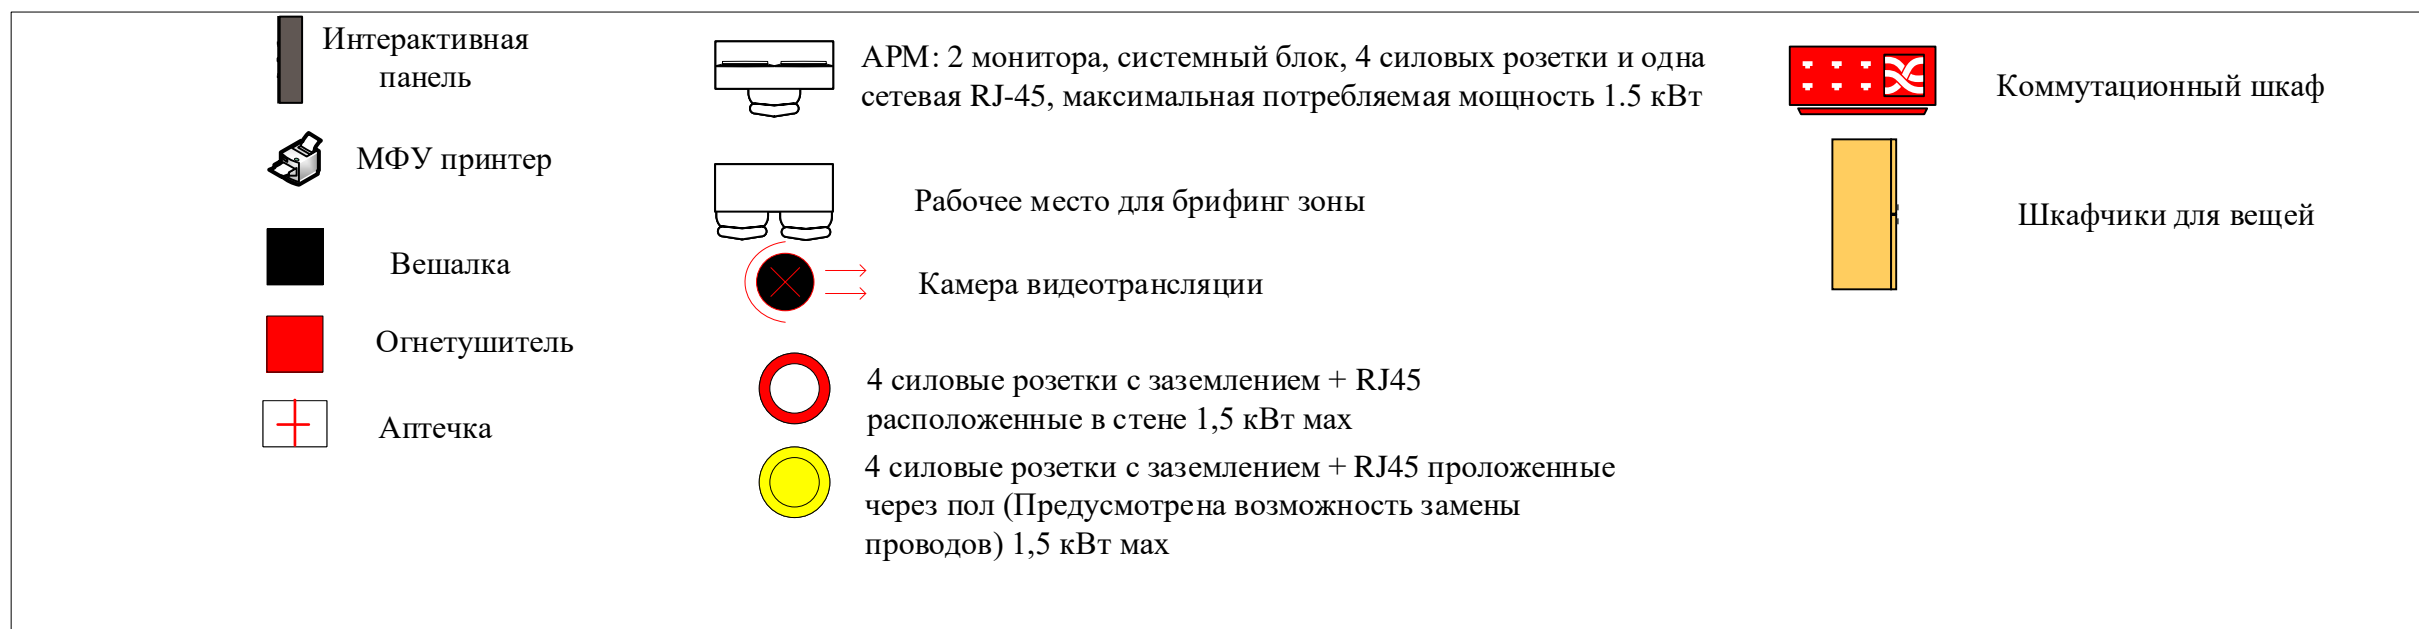 Интерактивная
панель
МФУ принтер
Вешалка
Огнетушитель
Аптечка
АРМ: 2 монитора, системный блок, 4 силовых розетки и одна
сетевая RJ-45, максимальная потребляемая мощность 1.5 кВт
Рабочее место для брифинг зоны
Камера видеотрансляции
4 силовые розетки с заземлением + RJ45
расположенные в стене 1,5 кВт мах
4 силовые розетки с заземлением + RJ45 проложенные
через пол (Предусмотрена возможность замены
проводов) 1,5 кВт мах
Коммутационный шкаф
Шкафчики для вещей